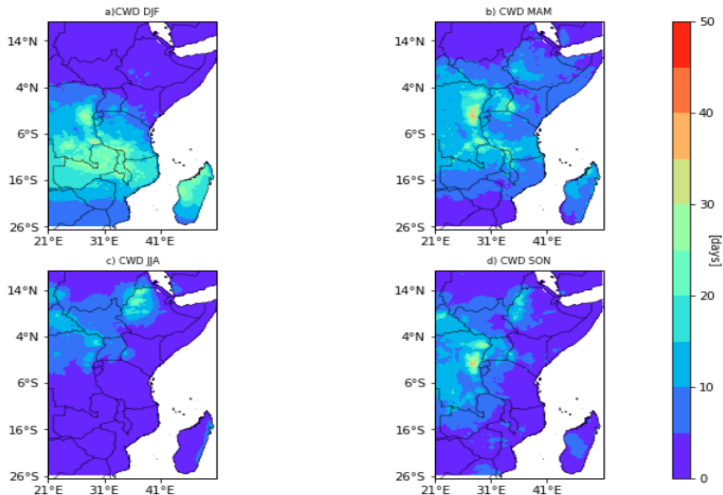 a)CWD DJF
b) CWD MAM
14°N
4°N
6°S
16°S
26°S
21°E 31°E 41°E
14°N
4°N
6°S
16°S
26°S
21°E 31°E 41°E
c) CWD JJA
d) CWD SON
14°N
4°N
6°S
16°S
26°S
21°E 31°E 41°E
14°N
4°N
6°S
16°S
26°S
21°E 31°E 41°E
50
40
30
20
10
0
[days]